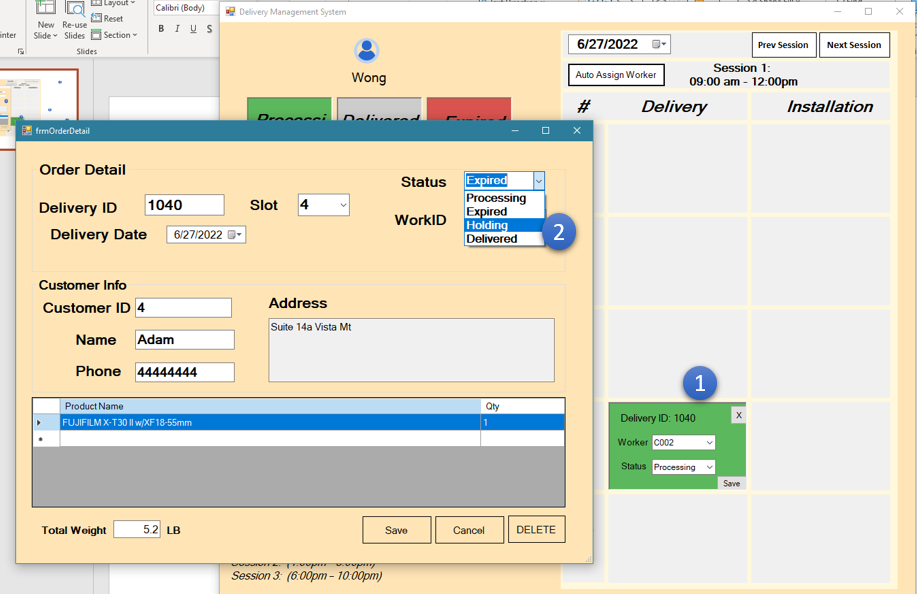 Calibri (Body)
Layout
New
Slide
Re-use
Slides
Reset
Section
Slides
B I U S
Delivery Management System
Wong
6/27/2022
Prev Session
Next Session
Auto Assign Worker
Session 1:
09:00 am - 12:00pm
# Delivery Installation
Delivered
Expired
frmOrderDetail
Order Detail
Delivery ID 1040 Slot 4
Delivery Date 6/27/2022
Status Expired
Processing
Expired
Holding
Delivered
WorkID
2
Customer Info
Customer ID 4
Name Adam
Phone 44444444
Address
Suite 14a Vista Mt
Product Name Qty
FUJIFILM X-T30 II w/XF18-55mm 1
Total Weight 5.2 LB
Save
Cancel
DELETE
1
Delivery ID: 1040 X
Worker C002
Status Processing
Save
Session 3: (6:00pm - 10:00pm)